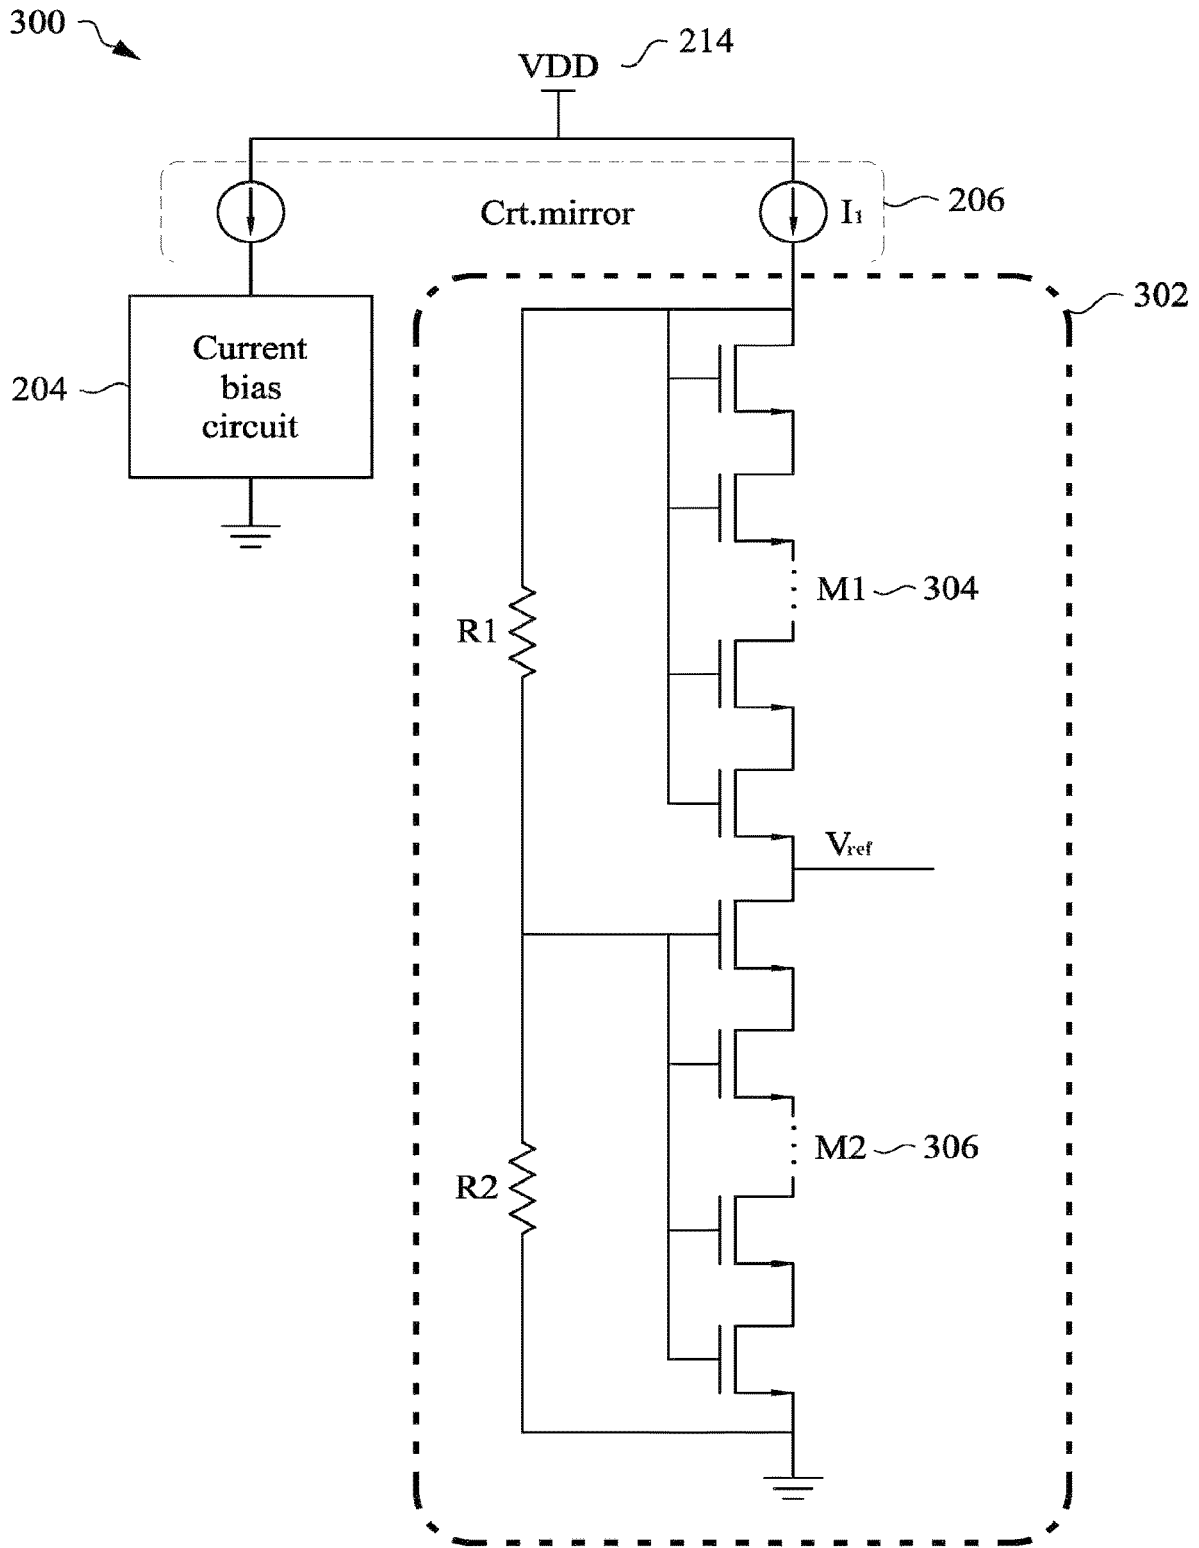 300
214
VDD
Crt.mirror
I1
206
302
Current
bias
circuit
204
M1
304
R1
Vref
M2
306
R2